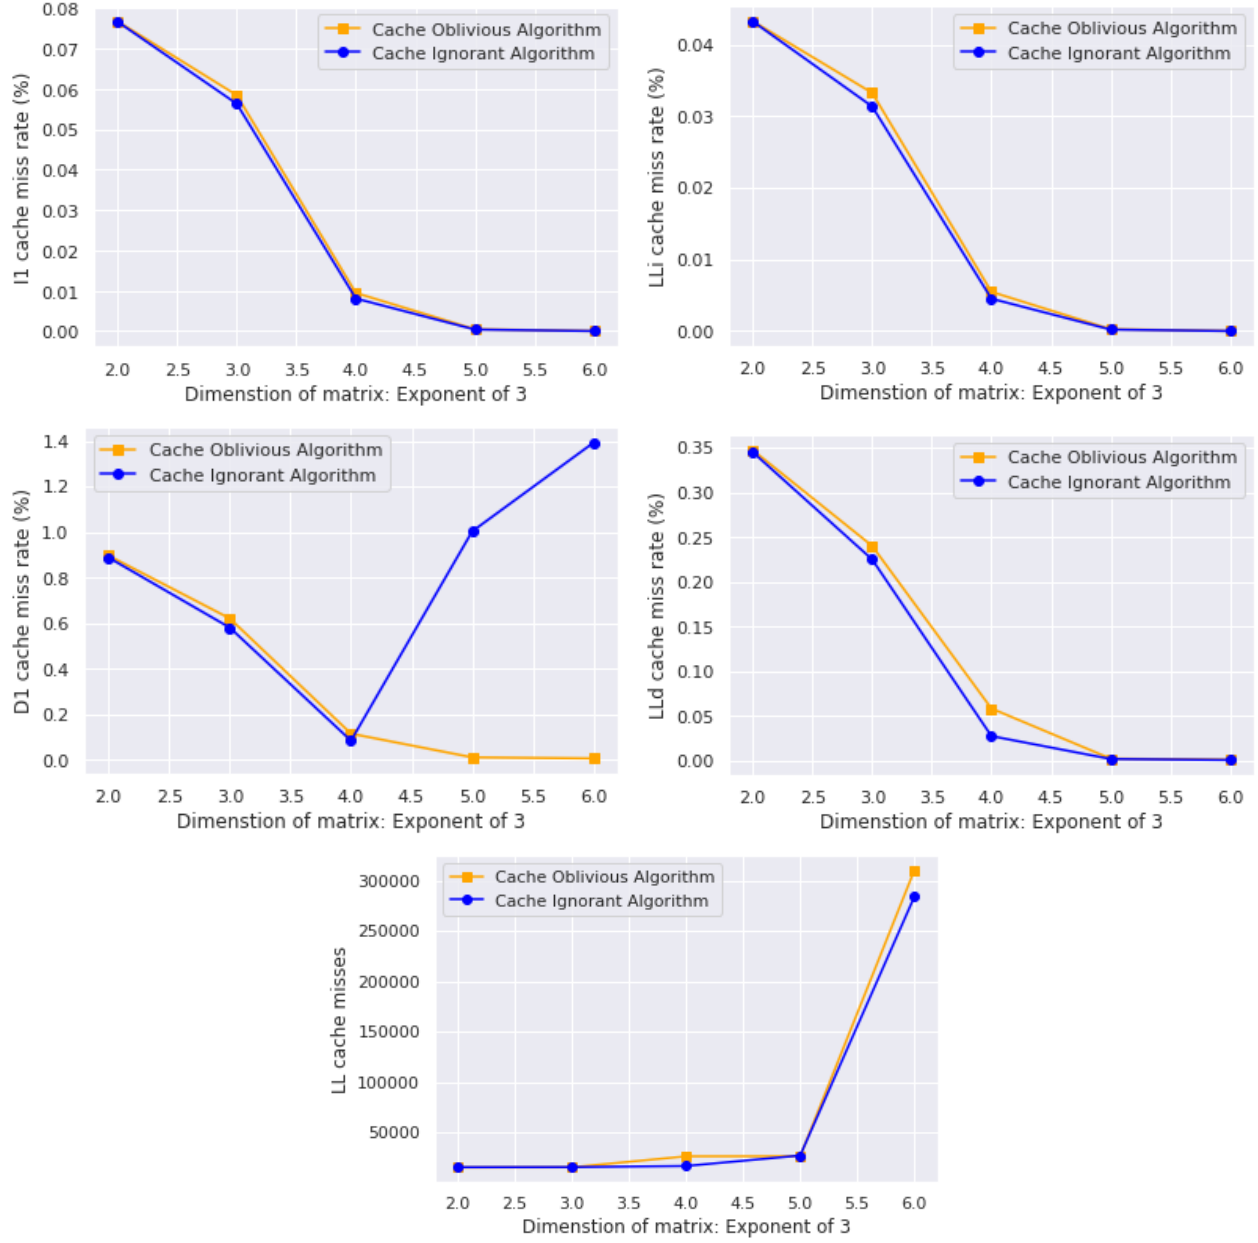 I1 cache miss rate (%)
0.08
0.07
0.06
0.05
0.04
0.03
0.02
0.01
0.00
Cache Oblivious Algorithm
Cache Ignorant Algorithm
2.0 2.5 3.0 3.5 4.0 4.5 5.0 5.5 6.0
Dimenstion of matrix: Exponent of 3
LLi cache miss rate (%)
0.04
0.03
0.02
0.01
0.00
Cache Oblivious Algorithm
Cache Ignorant Algorithm
2.0 2.5 3.0 3.5 4.0 4.5 5.0 5.5 6.0
Dimenstion of matrix: Exponent of 3
D1 cache miss rate (%)
1.4
1.2
1.0
0.8
0.6
0.4
0.2
0.0
Cache Oblivious Algorithm
Cache Ignorant Algorithm
2.0 2.5 3.0 3.5 4.0 4.5 5.0 5.5 6.0
Dimenstion of matrix: Exponent of 3
LLd cache miss rate (%)
0.35
0.30
0.25
0.20
0.15
0.10
0.05
0.00
Cache Oblivious Algorithm
Cache Ignorant Algorithm
2.0 2.5 3.0 3.5 4.0 4.5 5.0 5.5 6.0
Dimenstion of matrix: Exponent of 3
LL cache misses
300000
250000
200000
150000
100000
50000
Cache Oblivious Algorithm
Cache Ignorant Algorithm
2.0 2.5 3.0 3.5 4.0 4.5 5.0 5.5 6.0
Dimenstion of matrix: Exponent of 3